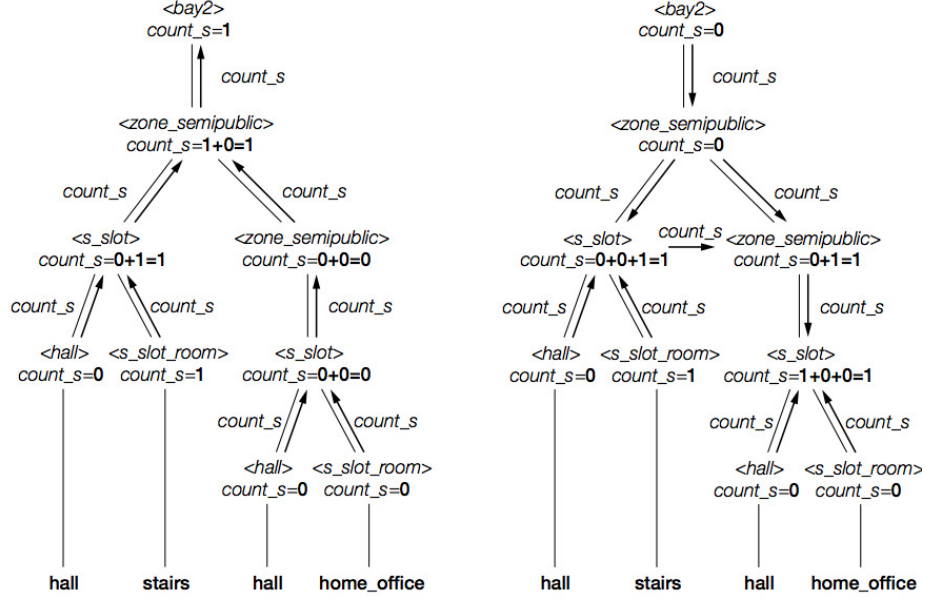 <bay2>
count_s=1
count_s
<zone_semipublic>
count_s=1+0=1
count_s
count_s
<s_slot>
count_s=0+1=1
<zone_semipublic>
count_s=0+0=0
count_s
count_s
count_s
<hall>
count_s=0
<s_slot_room>
count_s=1
<s_slot>
count_s=0+0=0
count_s
count_s
<hall>
count_s=0
<s_slot_room>
count_s=0
hall
stairs
hall
home_office
<bay2>
count_s=0
count_s
<zone_semipublic>
count_s=0
count_s
count_s
<s_slot>
count_s=0+0+1=1
count_s
<zone_semipublic>
count_s=0+1=1
count_s
count_s
count_s
<hall>
count_s=0
<s_slot_room>
count_s=1
<s_slot>
count_s=1+0+0=1
count_s
count_s
<hall>
count_s=0
<s_slot_room>
count_s=0
hall
stairs
hall
home_office